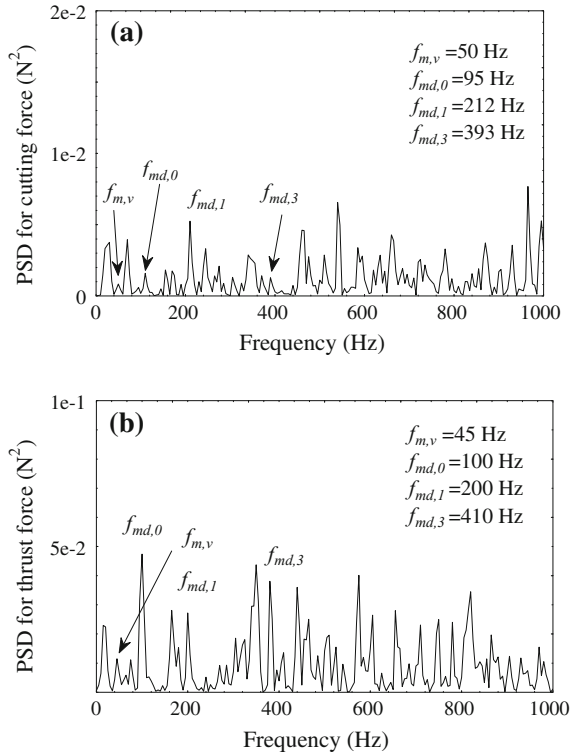 (a)
2e-2
1e-2
0
PSD for cutting force (N²)
f_{m,v} =50 Hz
f_{md,0} =95 Hz
f_{md,1} =212 Hz
f_{md,3} =393 Hz
f_{m,v}
f_{md,0}
f_{md,1}
f_{md,3}
0 200 400 600 800 1000
Frequency (Hz)
(b)
1e-1
5e-2
0
PSD for thrust force (N²)
f_{m,v} =45 Hz
f_{md,0} =100 Hz
f_{md,1} =200 Hz
f_{md,3} =410 Hz
f_{md,0}
f_{m,v}
f_{md,1}
f_{md,3}
0 200 400 600 800 1000
Frequency (Hz)